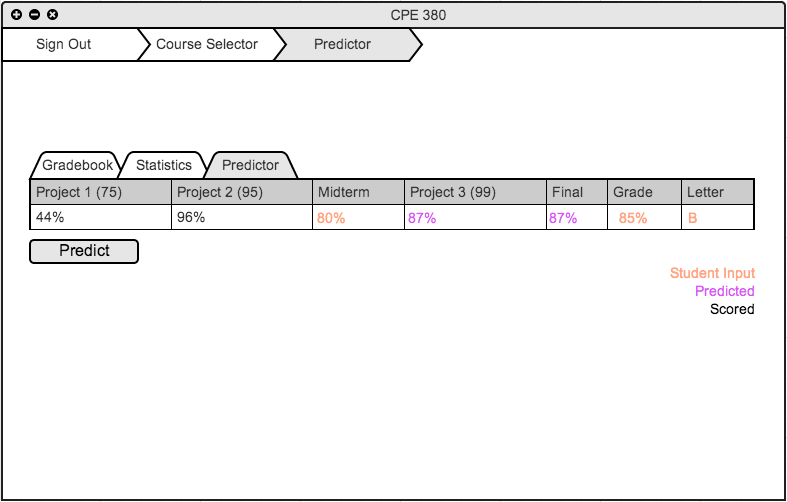 CPE 380
Sign Out Course Selector Predictor
Gradebook Statistics Predictor
Project 1 (75) Project 2 (95) Midterm Project 3 (99) Final Grade Letter
44% 96% 80% 87% 87% 85% B
Predict
Student Input
Predicted
Scored